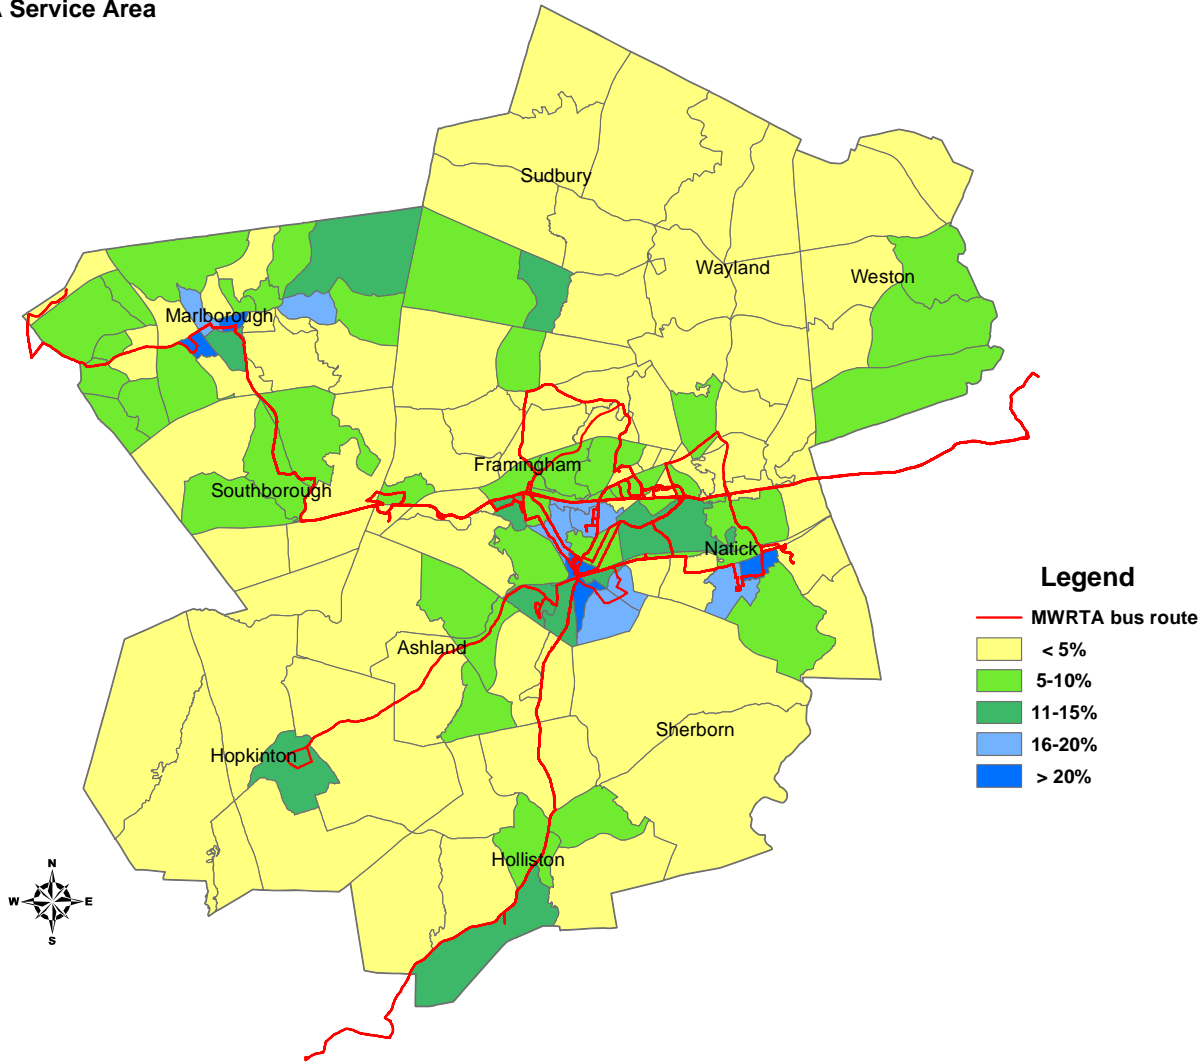 Service Area
Sudbury
Wayland
Weston
Marlborough
Framingham
Southborough
Natick
Legend
MWRTA bus route
< 5%
5-10%
11-15%
16-20%
> 20%
Ashland
Sherborn
Hopkinton
Holliston
N
W
E
S